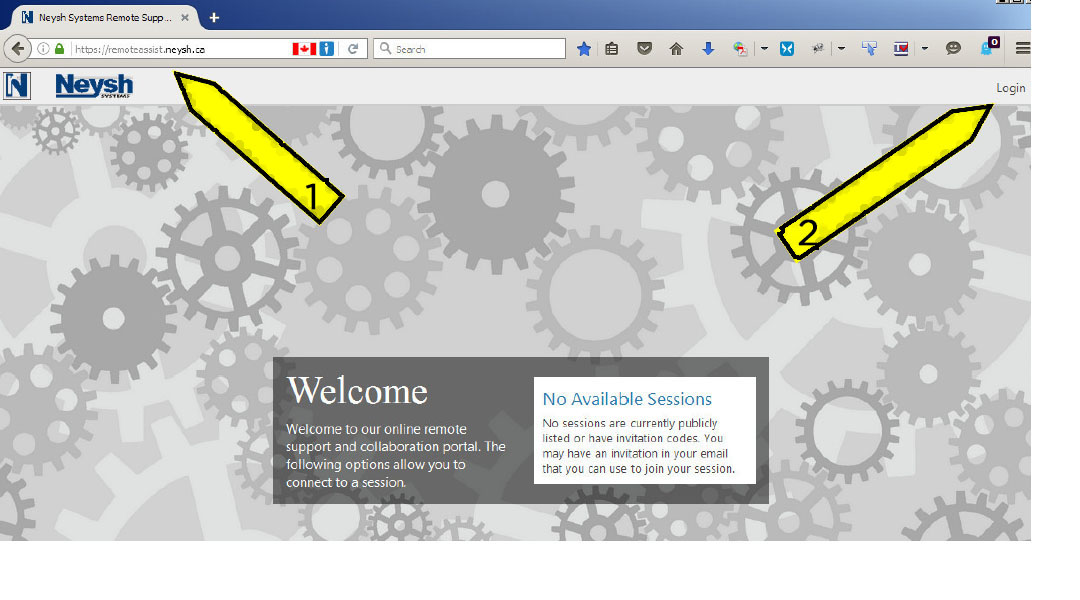 Neysh Systems Remote Supp...
https://remoteassist.neysh.ca
Search
0
N
Neysh
SYSTEMS
Login
1
2
Welcome
Welcome to our online remote
support and collaboration portal. The
following options allow you to
connect to a session.
No Available Sessions
No sessions are currently publicly
listed or have invitation codes. You
may have an invitation in your email
that you can use to join your session.